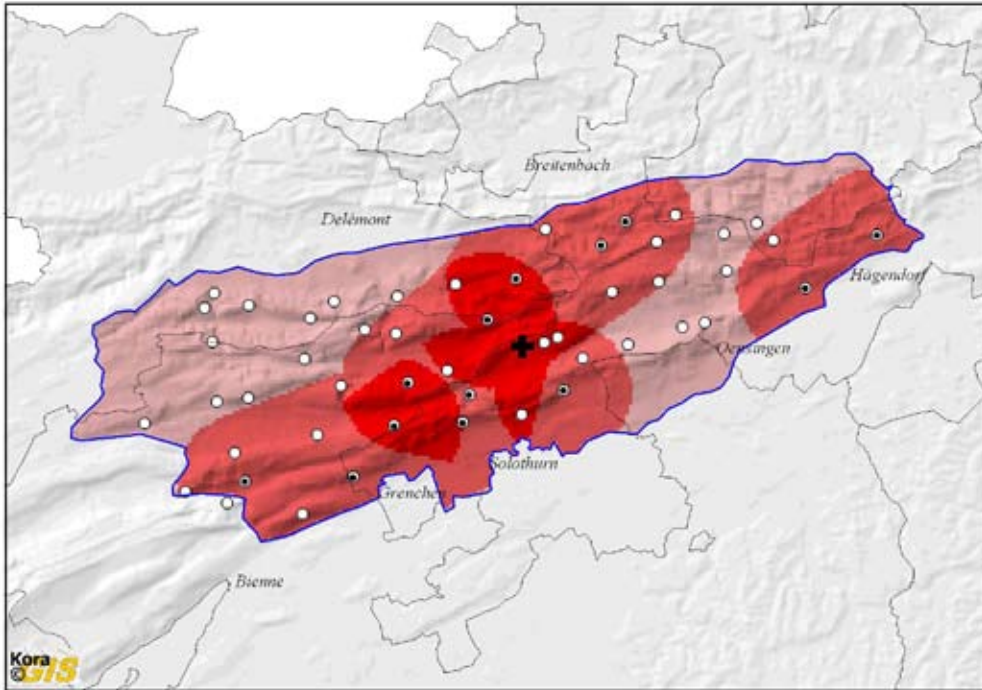 Breitenbach
Delémont
Hägendorf
Oensingen
Solothurn
Grenchen
Bienne
Kora
©GIS